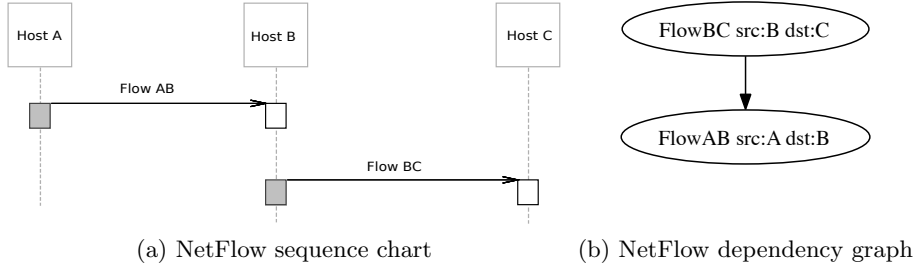 Host A
Host B
Host C
Flow AB
Flow BC
FlowBC src:B dst:C
FlowAB src:A dst:B
(a) NetFlow sequence chart
(b) NetFlow dependency graph